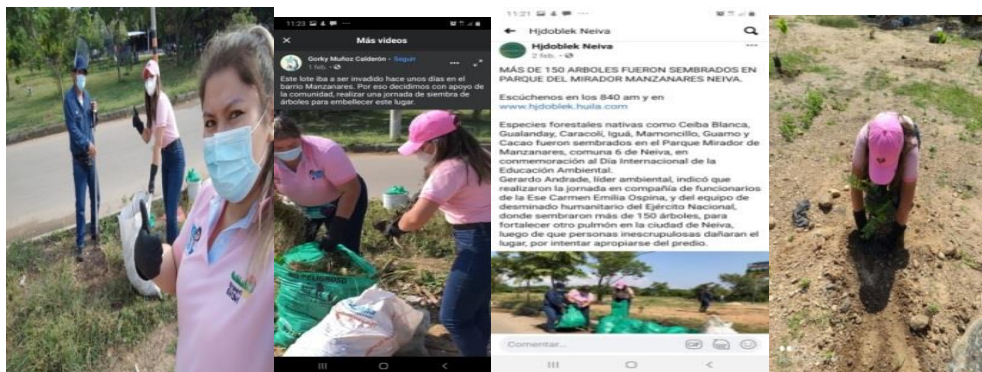 11:23
Más videos
Gorky Muñoz Calderón · Seguir
1 feb. ·
Este lote iba a ser invadido hace unos días en el
barrio Manzanares. Por eso decidimos con apoyo de
la comunidad, realizar una jornada de siembra de
árboles para embellecer este lugar.
PELIGROSO
11:21
Hjdoblek Neiva
Hjdoblek Neiva
2 feb. ·
MÁS DE 150 ARBOLES FUERON SEMBRADOS EN
PARQUE DEL MIRADOR MANZANARES NEIVA.
Escúchenos en los 840 am y en
www.hjdoblek.huila.com
Especies forestales nativas como Ceiba Blanca,
Gualanday, Caracolí, Iguá, Mamoncillo, Guamo y
Cacao fueron sembrados en el Parque Mirador de
Manzanares, comuna 6 de Neiva, en
conmemoración al Día Internacional de la
Educación Ambiental.
Gerardo Andrade, líder ambiental, indicó que
realizaron la jornada en compañía de funcionarios
de la Ese Carmen Emilia Ospina, y del equipo de
desminado humanitario del Ejército Nacional,
donde sembraron más de 150 árboles, para
fortalecer otro pulmón en la ciudad de Neiva,
luego de que personas inescrupulosas dañaran el
lugar, por intentar apropiarse del predio.
Comentar...
GIF